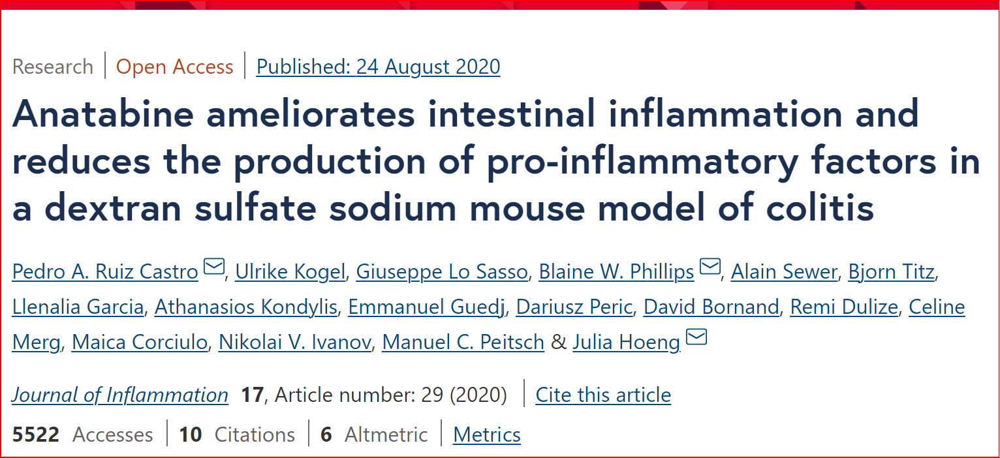 Research | Open Access | Published: 24 August 2020
Anatabine ameliorates intestinal inflammation and
reduces the production of pro-inflammatory factors in
a dextran sulfate sodium mouse model of colitis
Pedro A. Ruiz Castro, Ulrike Kogel, Giuseppe Lo Sasso, Blaine W. Phillips, Alain Sewer, Bjorn Titz,
Llenalia Garcia, Athanasios Kondylis, Emmanuel Guedj, Dariusz Peric, David Bornand, Remi Dulize, Celine
Merg, Maica Corciulo, Nikolai V. Ivanov, Manuel C. Peitsch & Julia Hoeng
Journal of Inflammation 17, Article number: 29 (2020) | Cite this article
5522 Accesses | 10 Citations | 6 Altmetric | Metrics